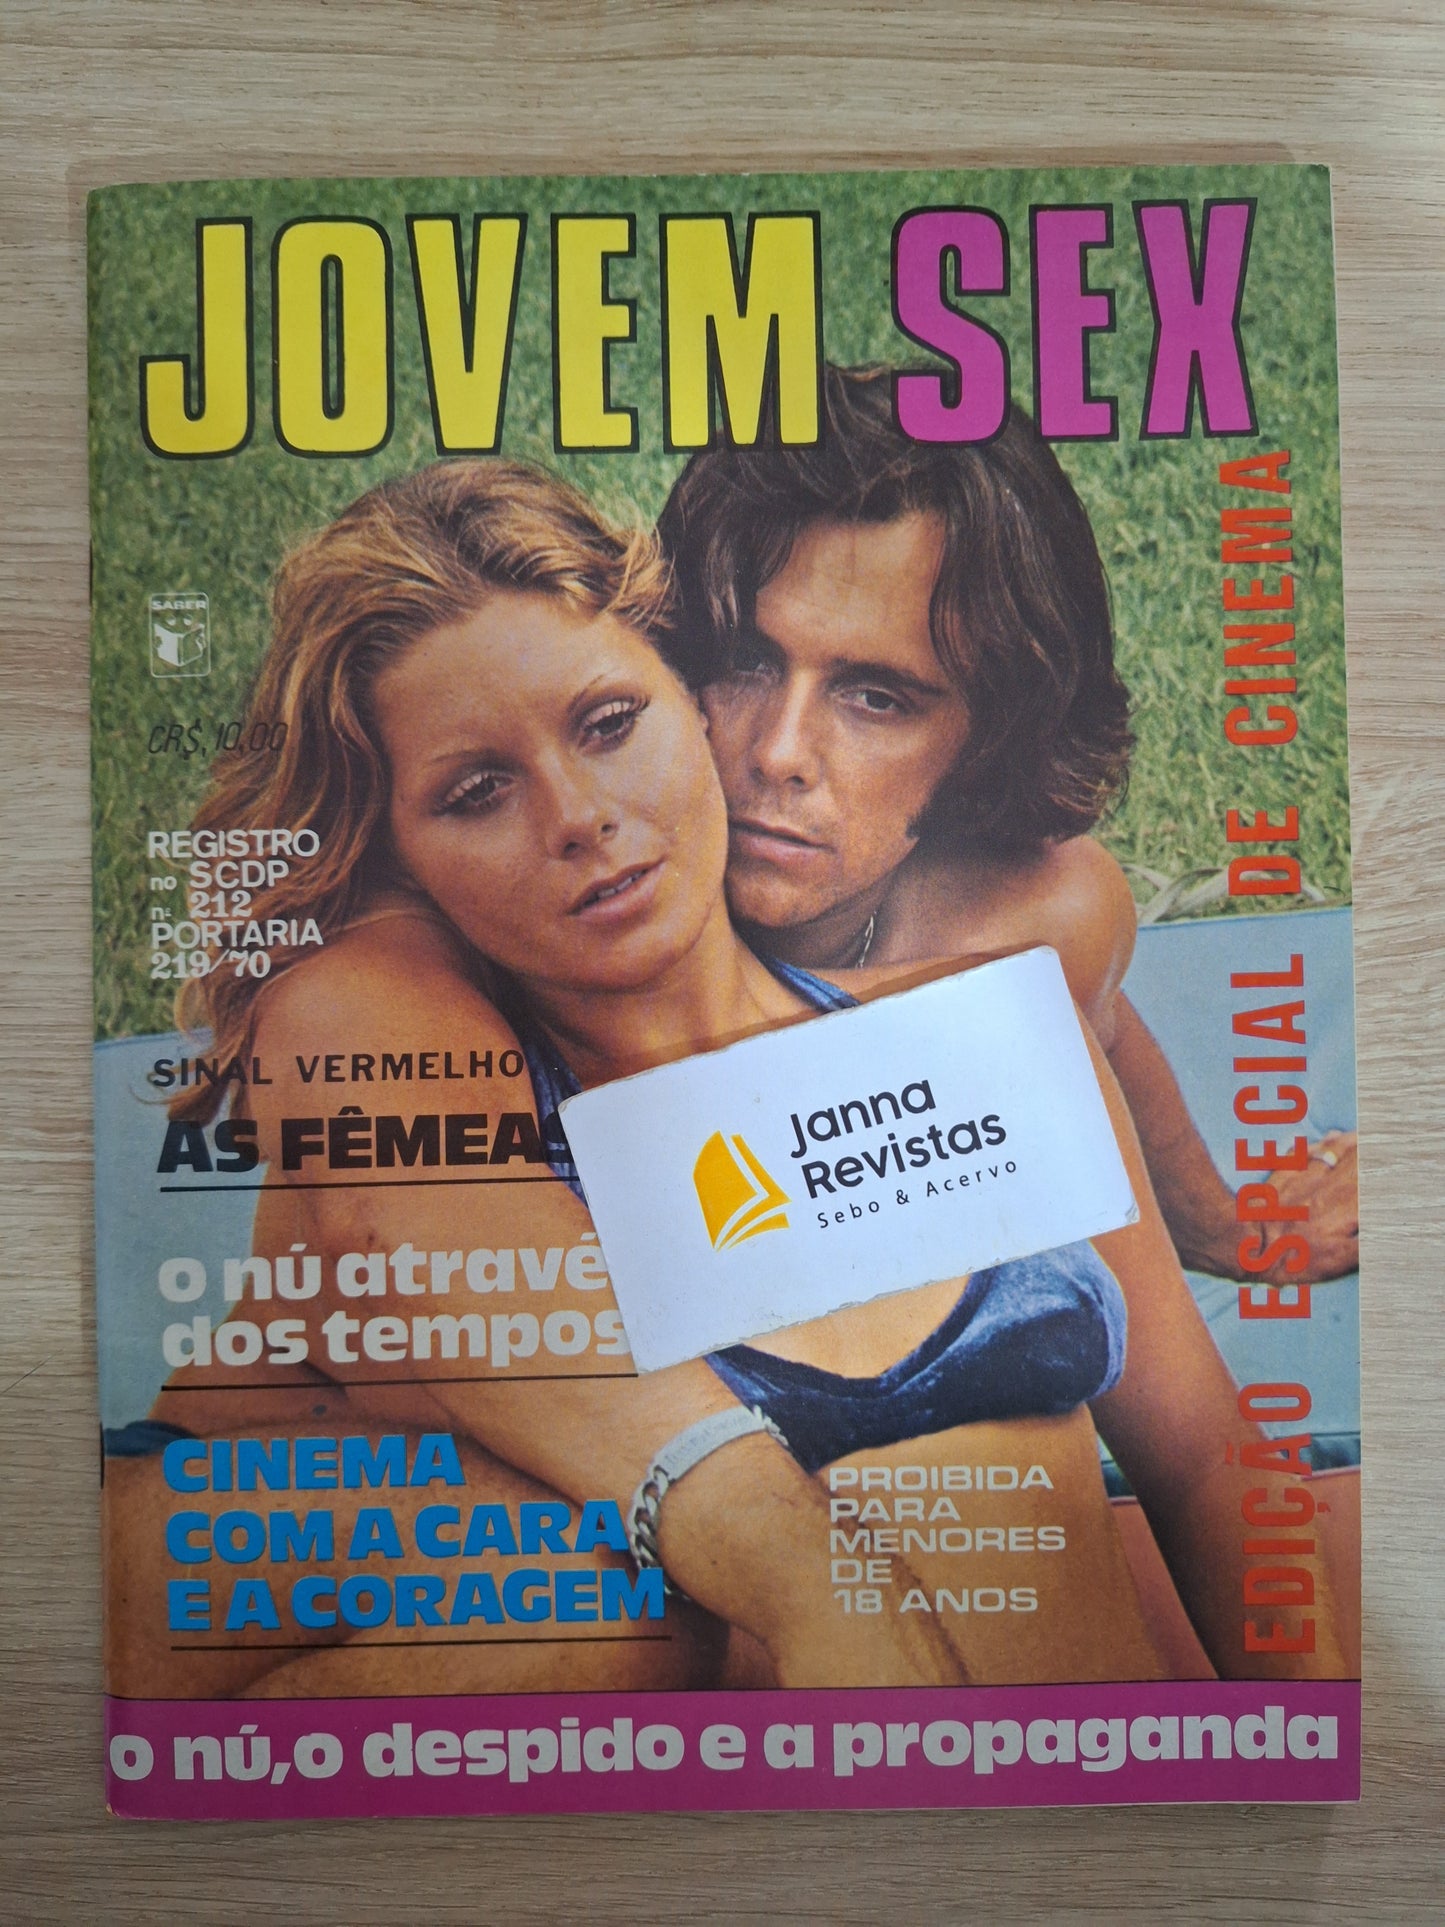 JOVEM SEX
SABER
CR$, 10,00
REGISTRO
no SCDP
nº 212
PORTARIA
219/70
SINAL VERMELHO
AS FÊMEAS
o nú atravé
dos tempos
CINEMA
COM A CARA
E A CORAGEM
Janna
Revistas
Sebo & Acervo
PROIBIDA
PARA
MENORES
DE
18 ANOS
EDIÇÃO ESPECIAL DE CINEMA
o nú, o despido e a propaganda